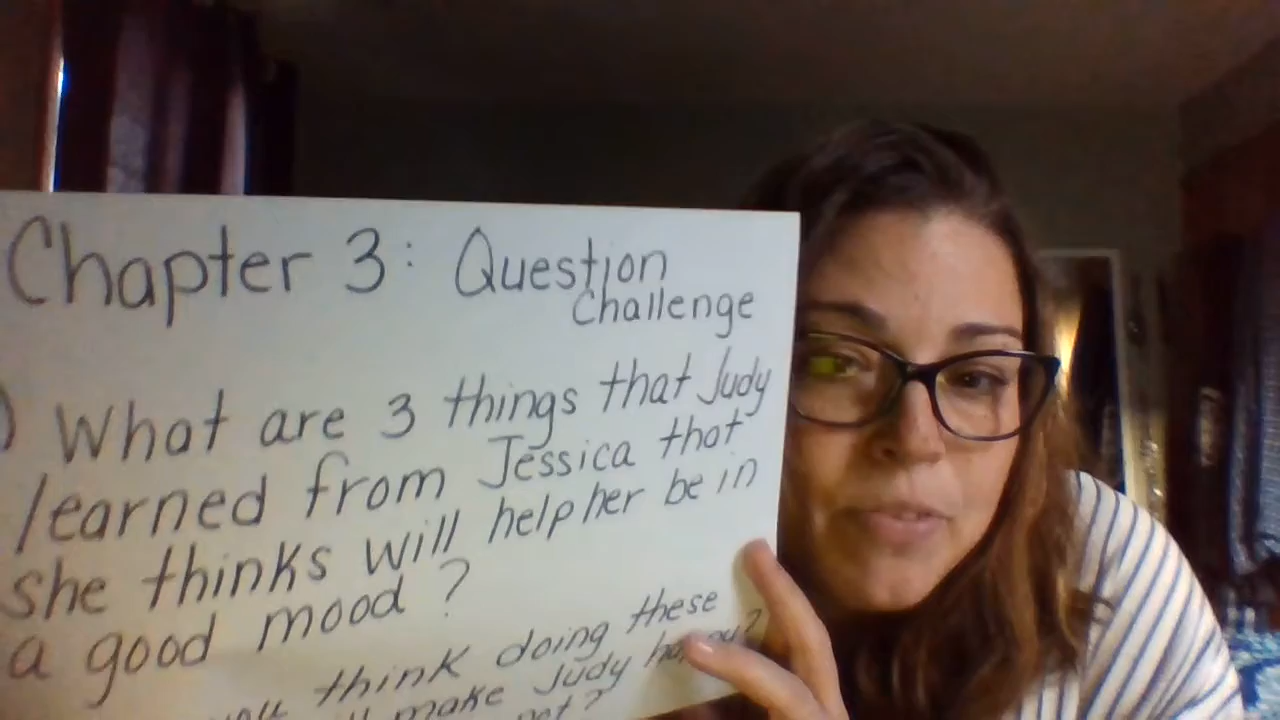 Chapter 3: Question
Challenge
) What are 3 things that Judy
learned from Jessica that
she thinks will help her be in
a good mood?
think doing these
make Judy happy?